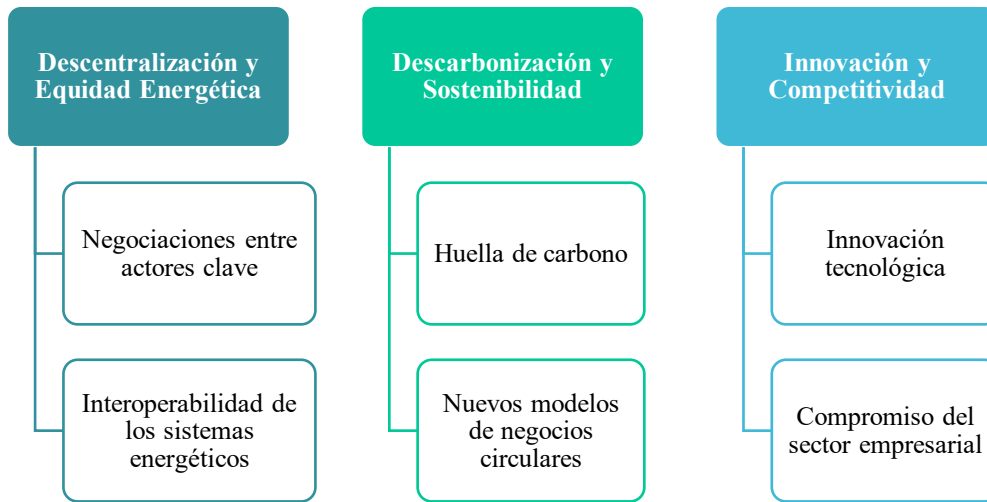 Descentralización y
Equidad Energética
Negociaciones entre
actores clave
Interoperabilidad de
los sistemas
energéticos
Descarbonización y
Sostenibilidad
Huella de carbono
Nuevos modelos
de negocios
circulares
Innovación y
Competitividad
Innovación
tecnológica
Compromiso del
sector empresarial